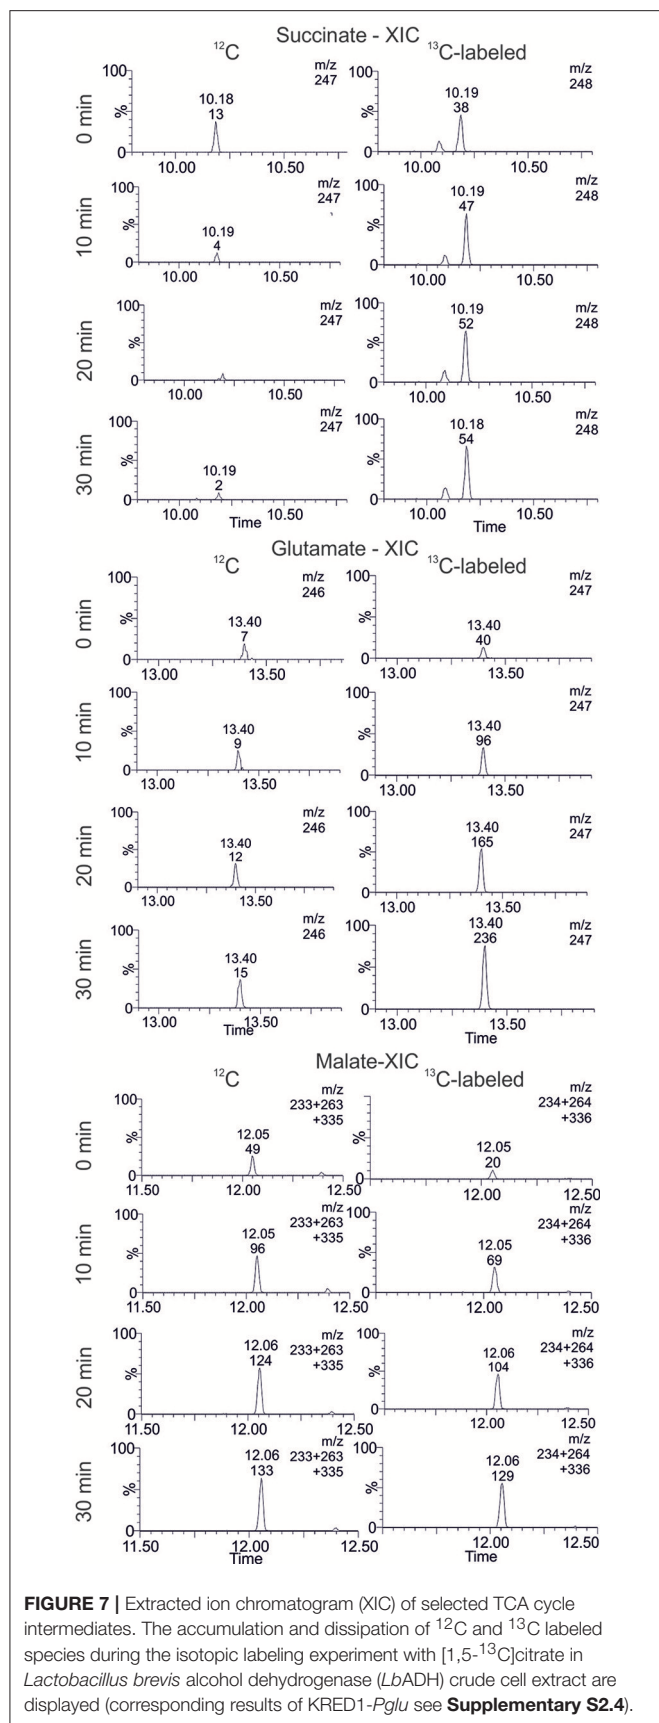 Succinate - XIC
12C 13C-labeled
0 min
100
%
0
10.18
13
m/z
247
10.00 10.50
100
%
0
10.19
38
m/z
248
10.00 10.50
10 min
100
%
0
10.19
4
m/z
247
10.00 10.50
100
%
0
10.19
47
m/z
248
10.00 10.50
20 min
100
%
0
m/z
247
10.00 10.50
100
%
0
10.19
52
m/z
248
10.00 10.50
30 min
100
%
0
10.19
2
m/z
247
10.00 10.50
Time
100
%
0
10.18
54
m/z
248
10.00 10.50
Time
Glutamate - XIC
12C 13C-labeled
0 min
100
%
0
13.40
7
m/z
246
13.00 13.50
100
%
0
13.40
40
m/z
247
13.00 13.50
10 min
100
%
0
13.40
9
m/z
246
13.00 13.50
100
%
0
13.40
96
m/z
247
13.00 13.50
20 min
100
%
0
13.40
12
m/z
246
13.00 13.50
100
%
0
13.40
165
m/z
247
13.00 13.50
30 min
100
%
0
13.40
15
m/z
246
13.00 13.50
Time
100
%
0
13.40
236
m/z
247
13.00 13.50
Time
Malate-XIC
12C 13C-labeled
0 min
100
%
0
12.05
49
m/z
233+263
+335
11.50 12.00 12.50
100
%
0
12.05
20
m/z
234+264
+336
12.00 12.50
10 min
100
%
0
12.05
96
m/z
233+263
+335
11.50 12.00 12.50
100
%
0
12.05
69
m/z
234+264
+336
12.00 12.50
20 min
100
%
0
12.06
124
m/z
233+263
+335
11.50 12.00 12.50
100
%
0
12.06
104
m/z
234+264
+336
12.00 12.50
30 min
100
%
0
12.06
133
m/z
233+263
+335
11.50 12.00 12.50
Time
100
%
0
12.06
129
m/z
234+264
+336
12.00 12.50
Time
FIGURE 7 | Extracted ion chromatogram (XIC) of selected TCA cycle
intermediates. The accumulation and dissipation of 12C and 13C labeled
species during the isotopic labeling experiment with [1,5-13C]citrate in
Lactobacillus brevis alcohol dehydrogenase (LbADH) crude cell extract are
displayed (corresponding results of KRED1-Pglu see Supplementary S2.4).